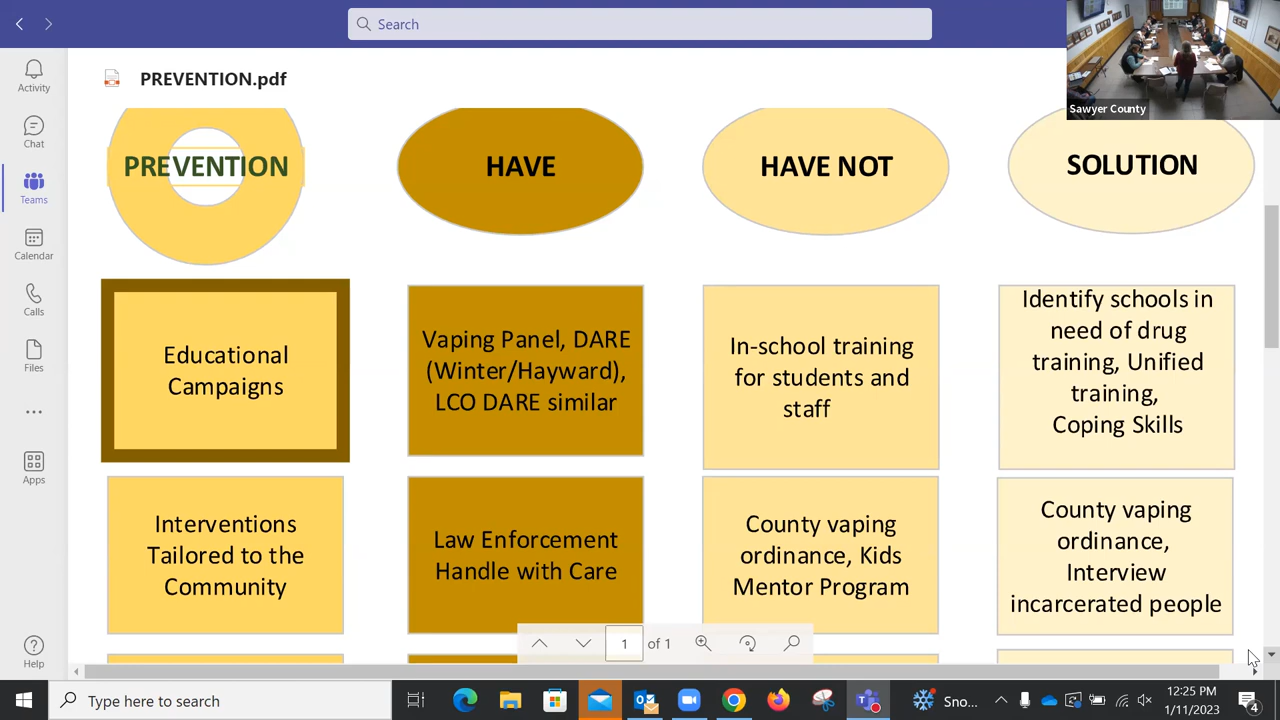 Search
Activity
Chat
Teams
Calendar
Calls
Files
Apps
Help
PREVENTION.pdf
Sawyer County
PREVENTION
HAVE
HAVE NOT
SOLUTION
Educational
Campaigns
Vaping Panel, DARE
(Winter/Hayward),
LCO DARE similar
In-school training
for students and
staff
Identify schools in
need of drug
training, Unified
training,
Coping Skills
Interventions
Tailored to the
Community
Law Enforcement
Handle with Care
County vaping
ordinance, Kids
Mentor Program
County vaping
ordinance,
Interview
incarcerated people
1 of 1
Type here to search
Sno...
12:25 PM
1/11/2023
4